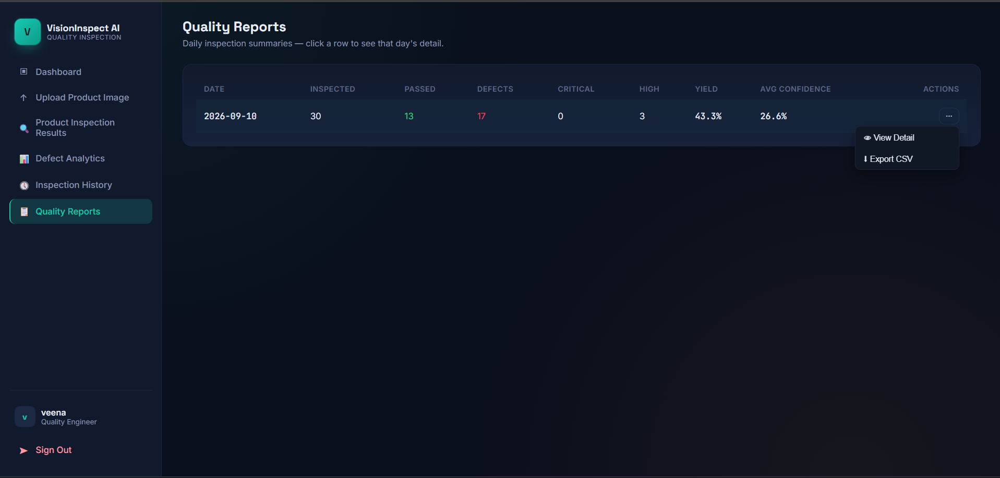 V
VisionInspect AI
QUALITY INSPECTION
Dashboard
Upload Product Image
Product Inspection
Results
Defect Analytics
Inspection History
Quality Reports
veena
v
Quality Engineer
Sign Out
Quality Reports
Daily inspection summaries — click a row to see that day's detail.
DATE INSPECTED PASSED DEFECTS CRITICAL HIGH YIELD AVG CONFIDENCE ACTIONS
2026-09-10 30 13 17 0 3 43.3% 26.6% ...
View Detail
Export CSV